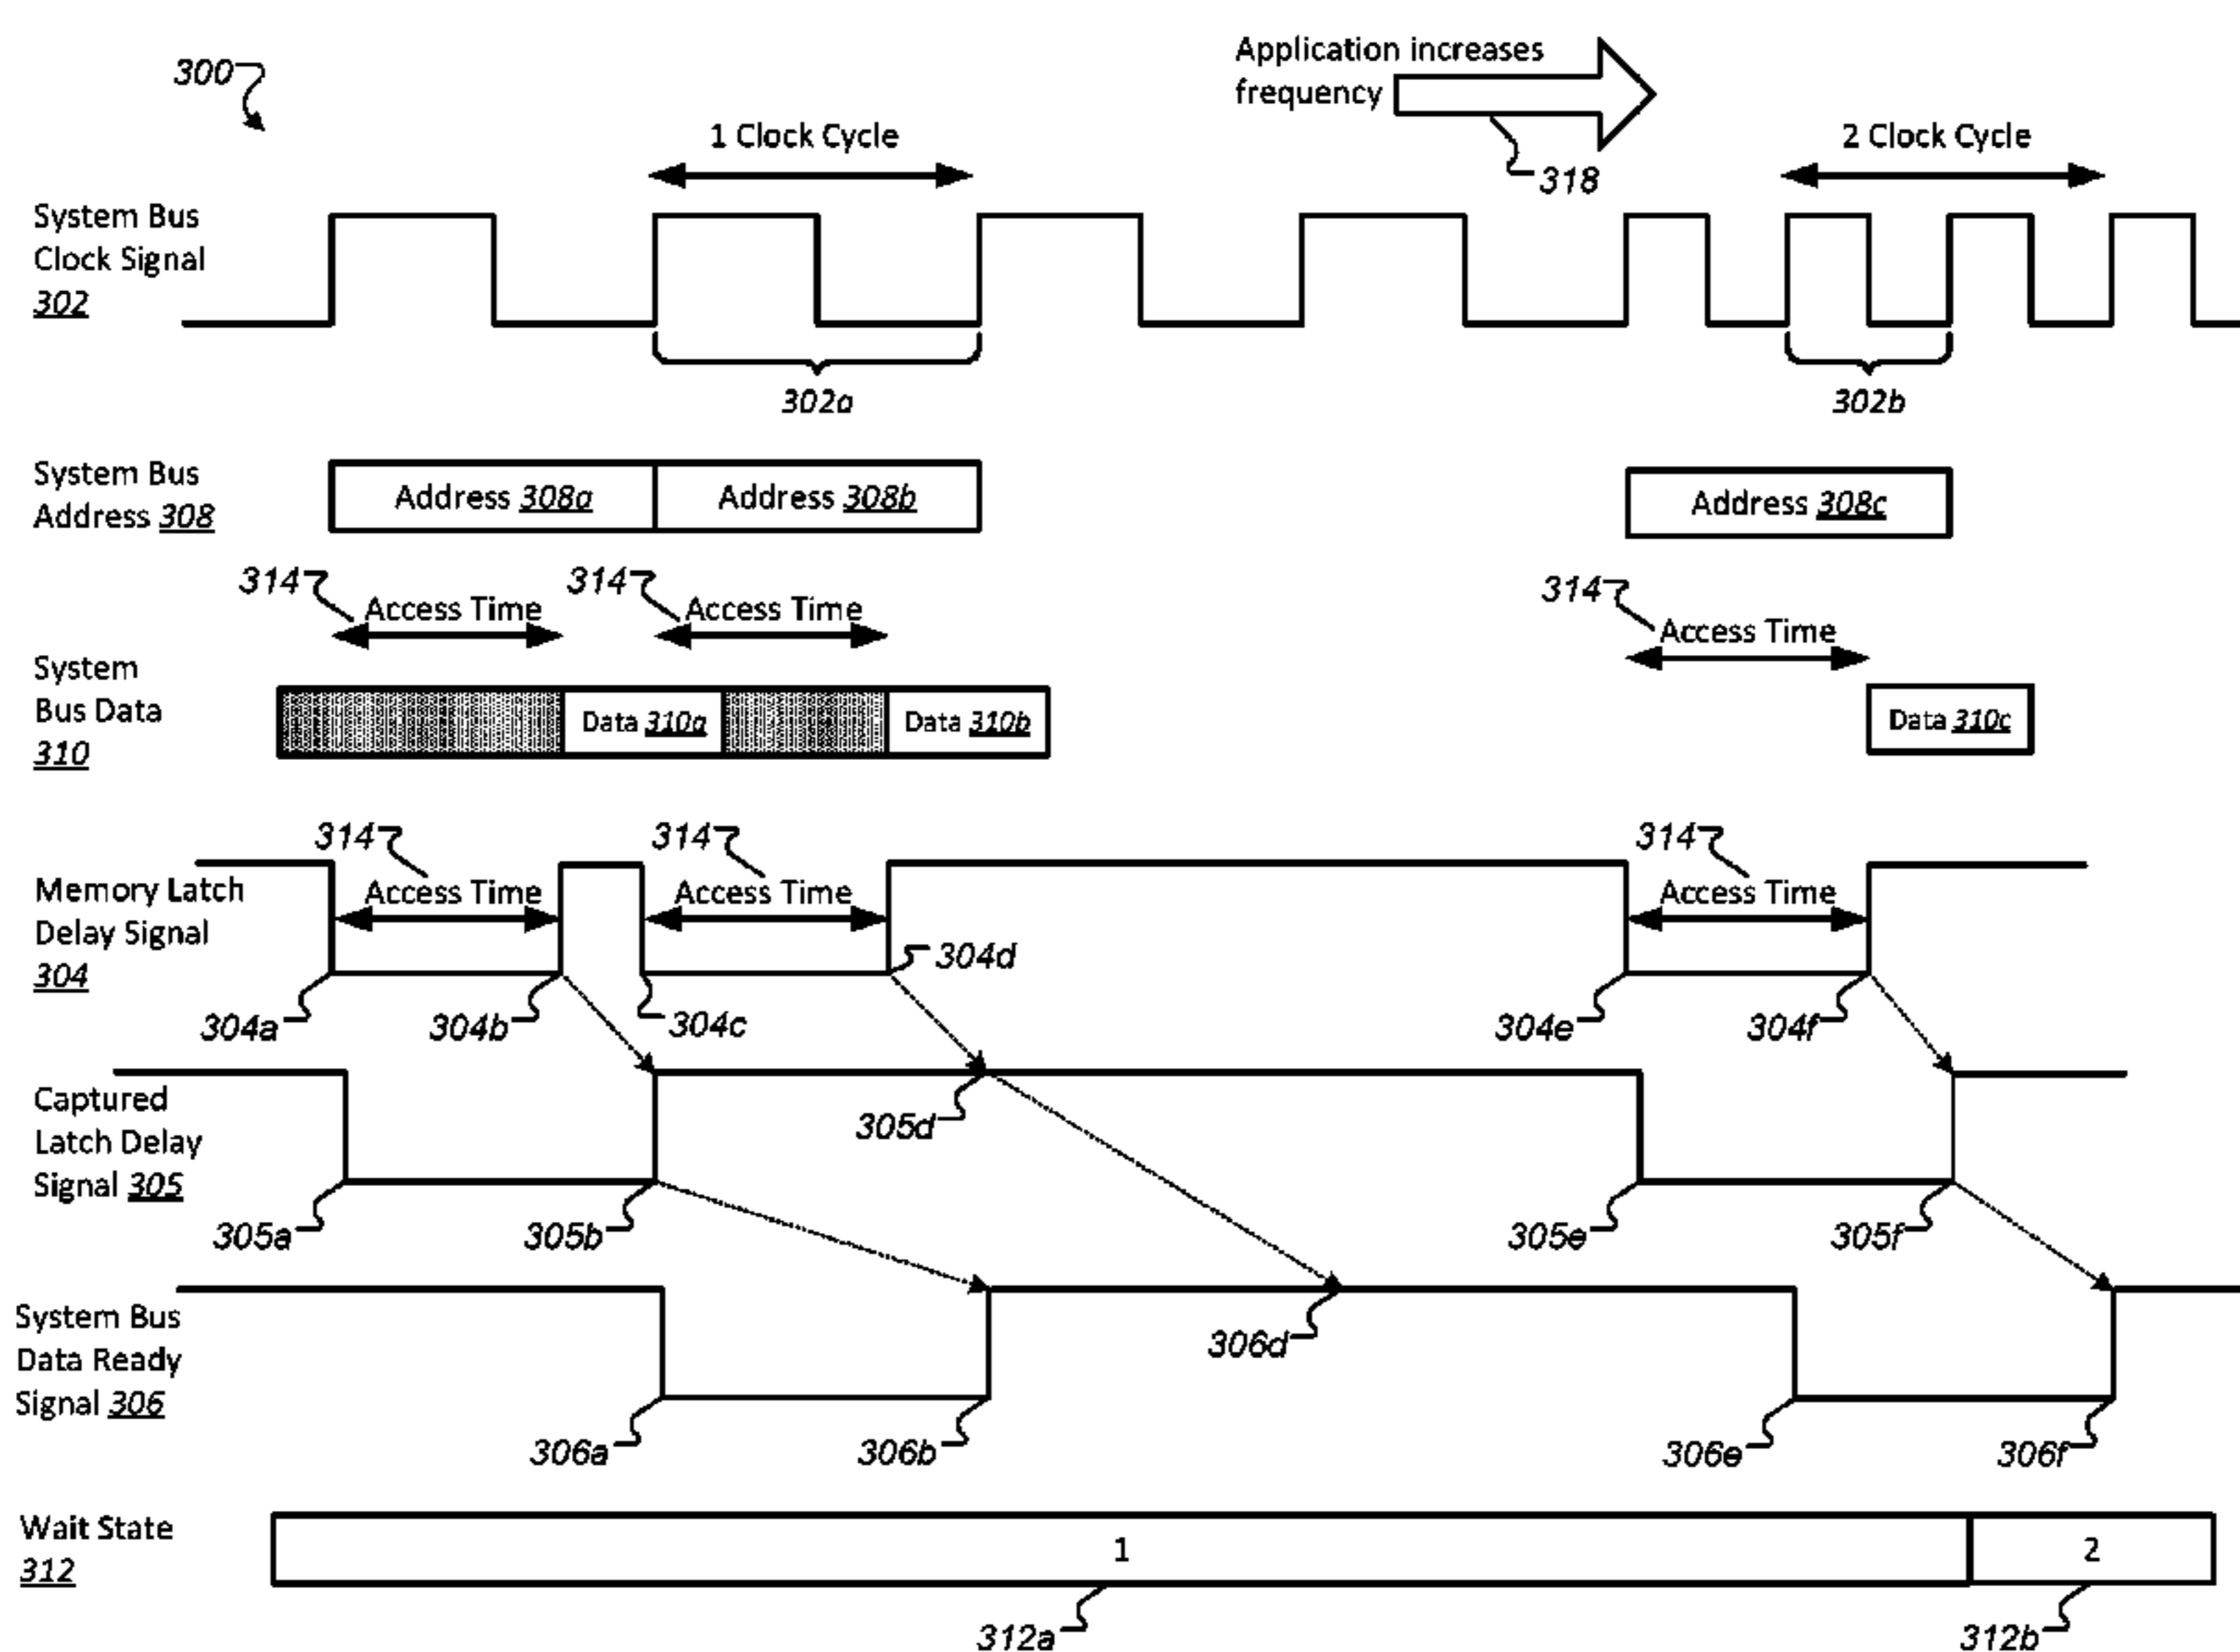 300
Application increases
frequency
318
1 Clock Cycle
2 Clock Cycle
System Bus
Clock Signal
302
302a
302b
System Bus
Address 308
Address 308a
Address 308b
Address 308c
314
Access Time
314
Access Time
314
Access Time
System
Bus Data
310
Data 310a
Data 310b
Data 310c
314
Access Time
314
Access Time
314
Access Time
Memory Latch
Delay Signal
304
304a
304b
304c
304d
304e
304f
Captured
Latch Delay
Signal 305
305a
305b
305d
305e
305f
System Bus
Data Ready
Signal 306
306a
306b
306d
306e
306f
Wait State
312
1
2
312a
312b